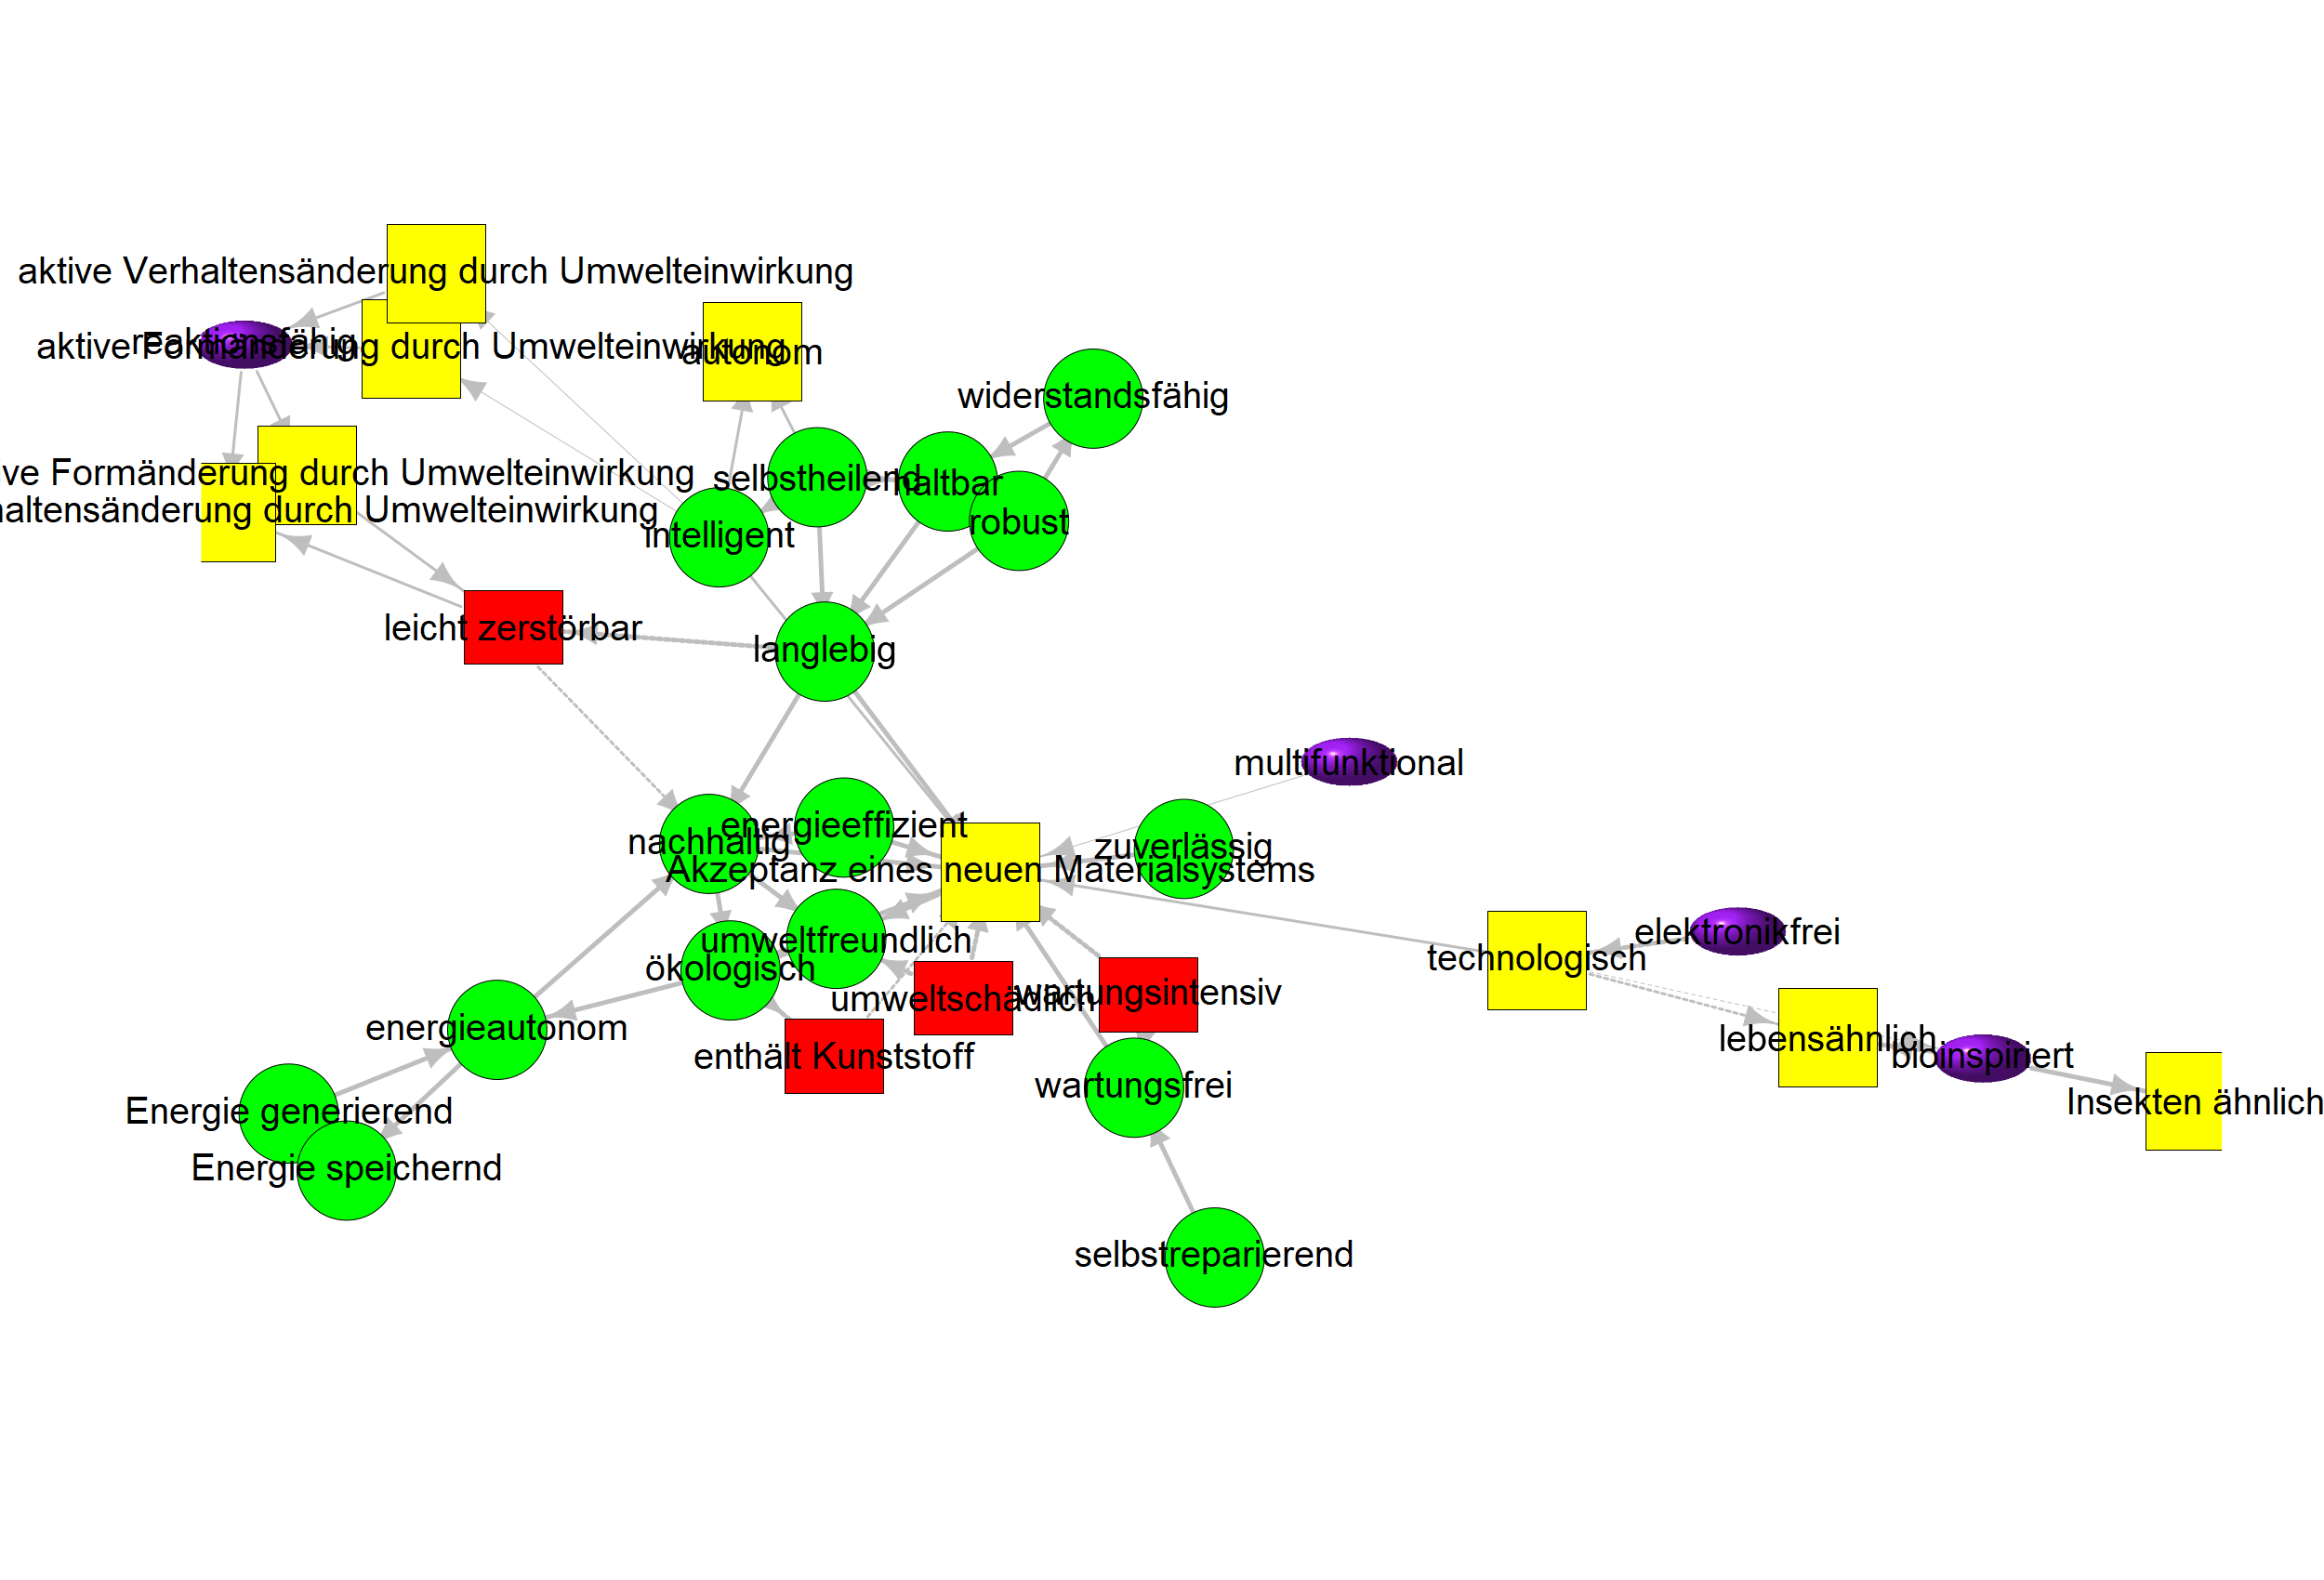 aktive Verhaltensänderung durch Umwelteinwirkung
reaktionsfähig
aktive Formänderung durch Umwelteinwirkung
autonom
widerstandsfähig
ive Formänderung durch Umwelteinwirkung
selbstheilend
haltbar
haltensänderung durch Umwelteinwirkung
robust
intelligent
leicht zerstörbar
langlebig
multifunktional
energieeffizient
nachhaltig
zuverlässig
Akzeptanz eines neuen Materialsystems
elektronikfrei
umweltfreundlich
technologisch
ökologisch
umweltschädlich
wartungsintensiv
energieautonom
lebensähnlich
enthält Kunststoff
bioinspiriert
wartungsfrei
Insekten ähnlich
Energie generierend
Energie speichernd
selbstreparierend